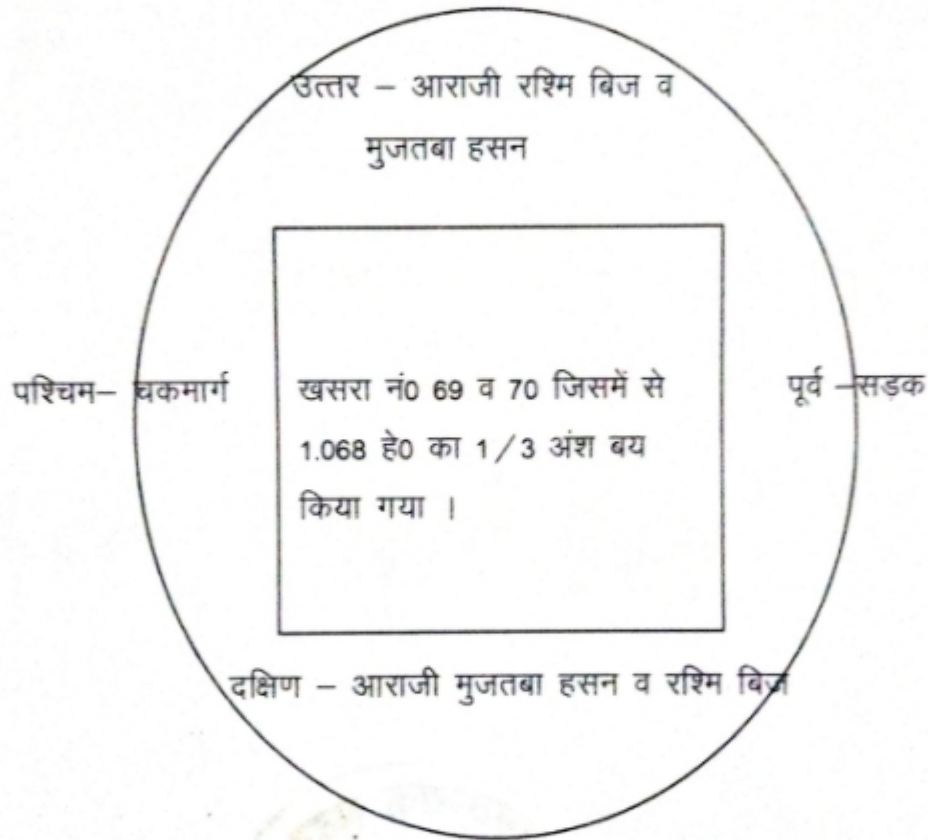 उत्तर – आराजी रश्मि बिज व
मुजतबा हसन
पश्चिम– चकमार्ग
खसरा नं0 69 व 70 जिसमें से
1.068 हे0 का 1/3 अंश बय
किया गया ।
पूर्व –सड़क
दक्षिण – आराजी मुजतबा हसन व रश्मि बिज